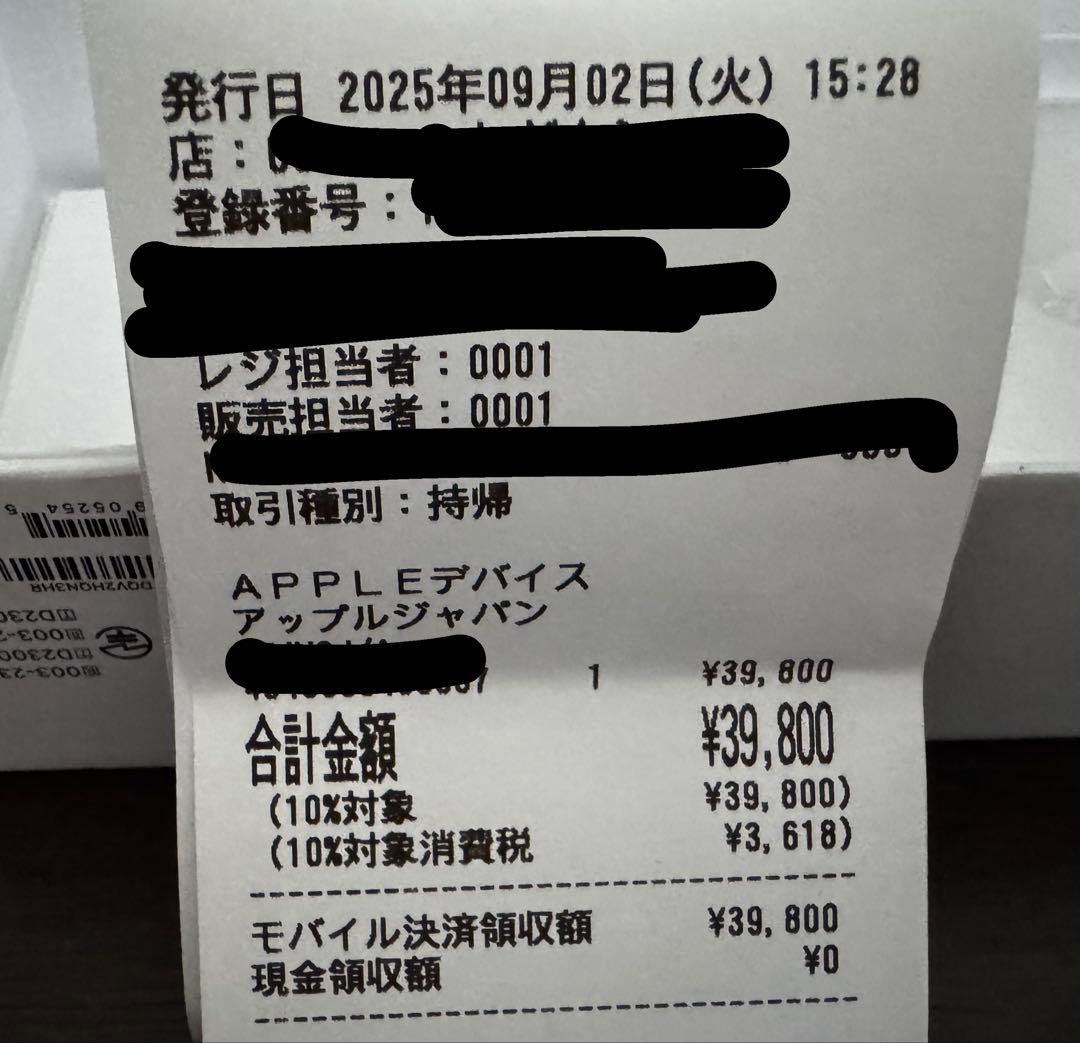 発行日 2025年09月02日(火) 15:28
店:
登録番号:
レジ担当者:0001
販売担当者:0001
取引種別:持帰
APPLEデバイス
アップルジャパン
1 ¥39,800
合計金額 ¥39,800
(10%対象 ¥39,800)
(10%対象消費税 ¥3,618)
モバイル決済領収額 ¥39,800
現金領収額 ¥0
9 05254 5
DQV2HQN3HR